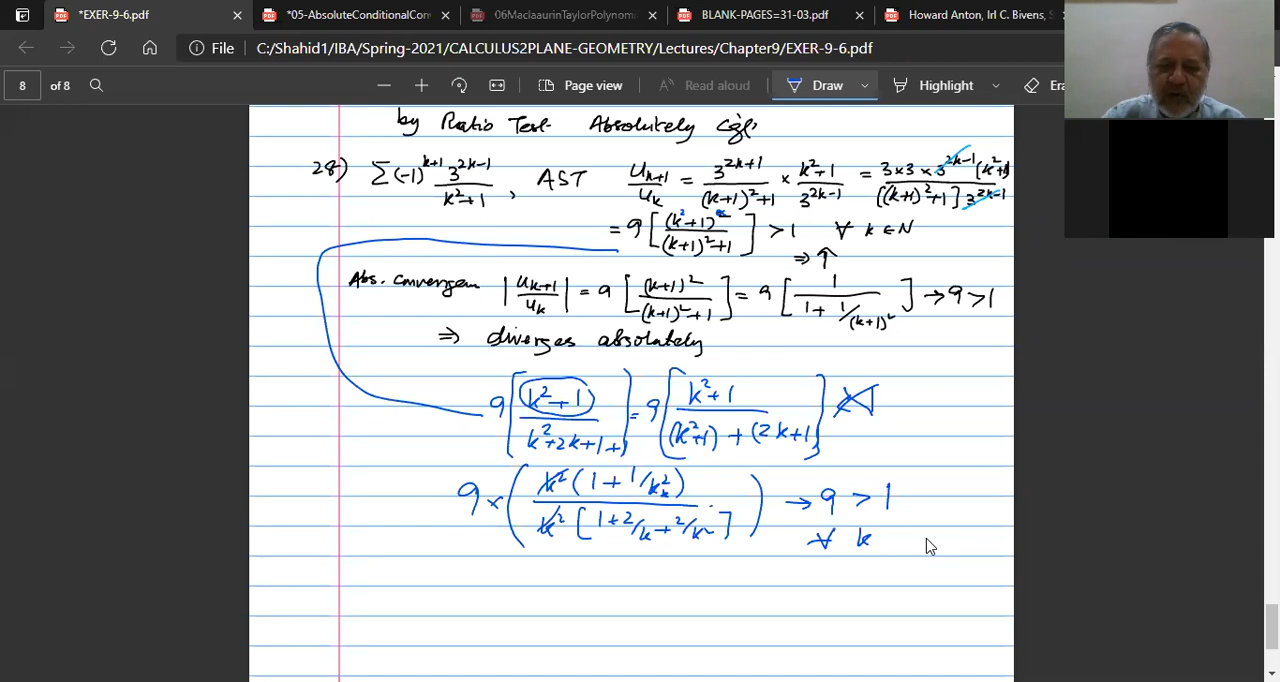 *EXER-9-6.pdf
*05-AbsoluteConditionalCon
06MaclaaurinTaylorPolynoma
BLANK-PAGES=31-03.pdf
Howard Anton, Irl C. Bivens, S
File C:/Shahid1/IBA/Spring-2021/CALCULUS2PLANE-GEOMETRY/Lectures/Chapter9/EXER-9-6.pdf
8 of 8 Page view Read aloud Draw Highlight Era
by Ratio Test Absolutely cgt.
28) Σ(-1)^(k+1) 3^(2k-1)/(k²+1), AST u_(k+1)/u_k = 3^(2k+1)/((k+1)²+1) × (k²+1)/3^(2k-1) = 3×3×3^(2k-1)(k²+1)/([(k+1)²+1]3^(2k-1))
= 9[(k²+1)/((k+1)²+1)] > 1 ∀ k ∈ N
⇒ ↑
Abs. convergen |u_(k+1)/u_k| = 9[(k+1)²/((k+1)²+1)] = 9[1/(1+1/(k+1)²)] → 9 > 1
⇒ diverges absolutely
9[(k²+1)/(k²+2k+1+1)] = 9[(k²+1)/((k²+1)+(2k+1))]
9×(k²(1+1/k²)/k²[1+2/k+2/k²]) → 9 > 1
∀ k